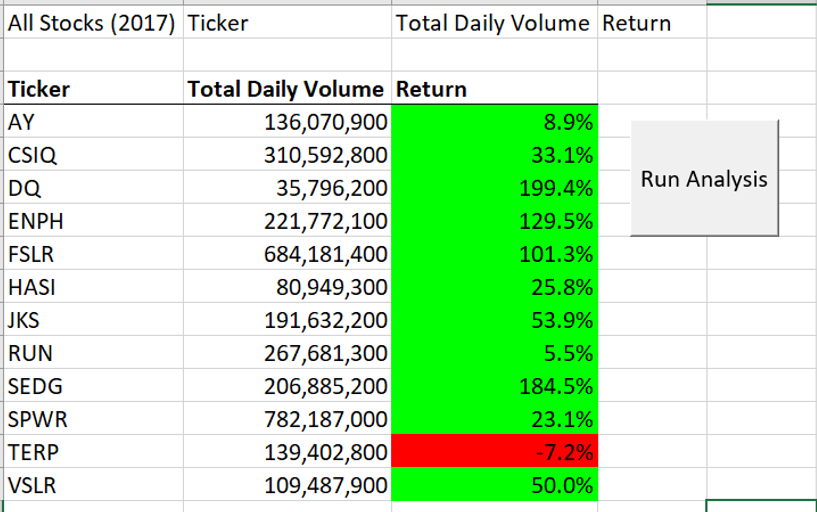 All Stocks (2017) Ticker Total Daily Volume Return
Ticker Total Daily Volume Return
AY 136,070,900 8.9%
CSIQ 310,592,800 33.1%
Run Analysis
DQ 35,796,200 199.4%
ENPH 221,772,100 129.5%
FSLR 684,181,400 101.3%
HASI 80,949,300 25.8%
JKS 191,632,200 53.9%
RUN 267,681,300 5.5%
SEDG 206,885,200 184.5%
SPWR 782,187,000 23.1%
TERP 139,402,800 -7.2%
VSLR 109,487,900 50.0%